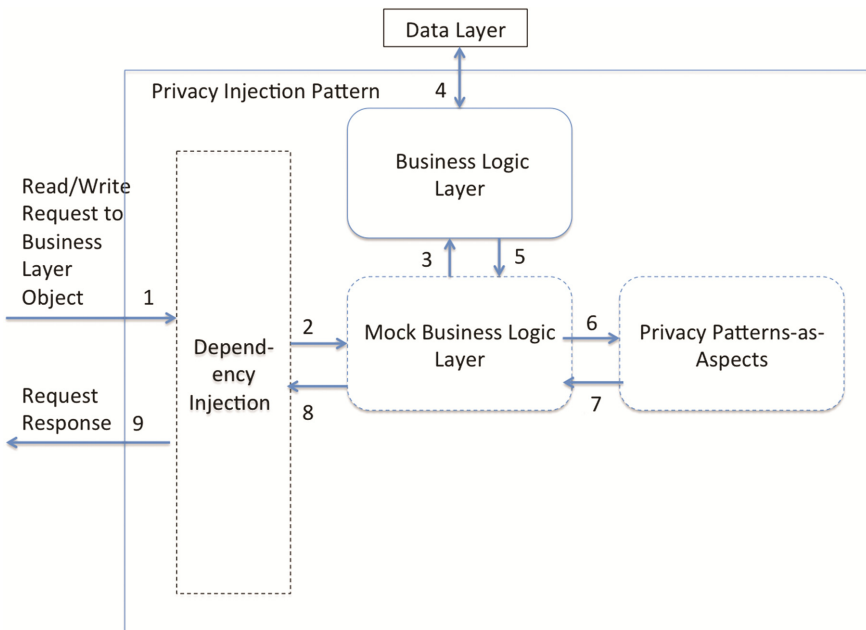 Data Layer
Privacy Injection Pattern
4
Business Logic
Layer
Read/Write
Request to
Business
Layer
Object
1
3
5
2
Mock Business Logic
Layer
6
Privacy Patterns-as-
Aspects
Depend-
ency
Injection
8
7
Request
Response
9